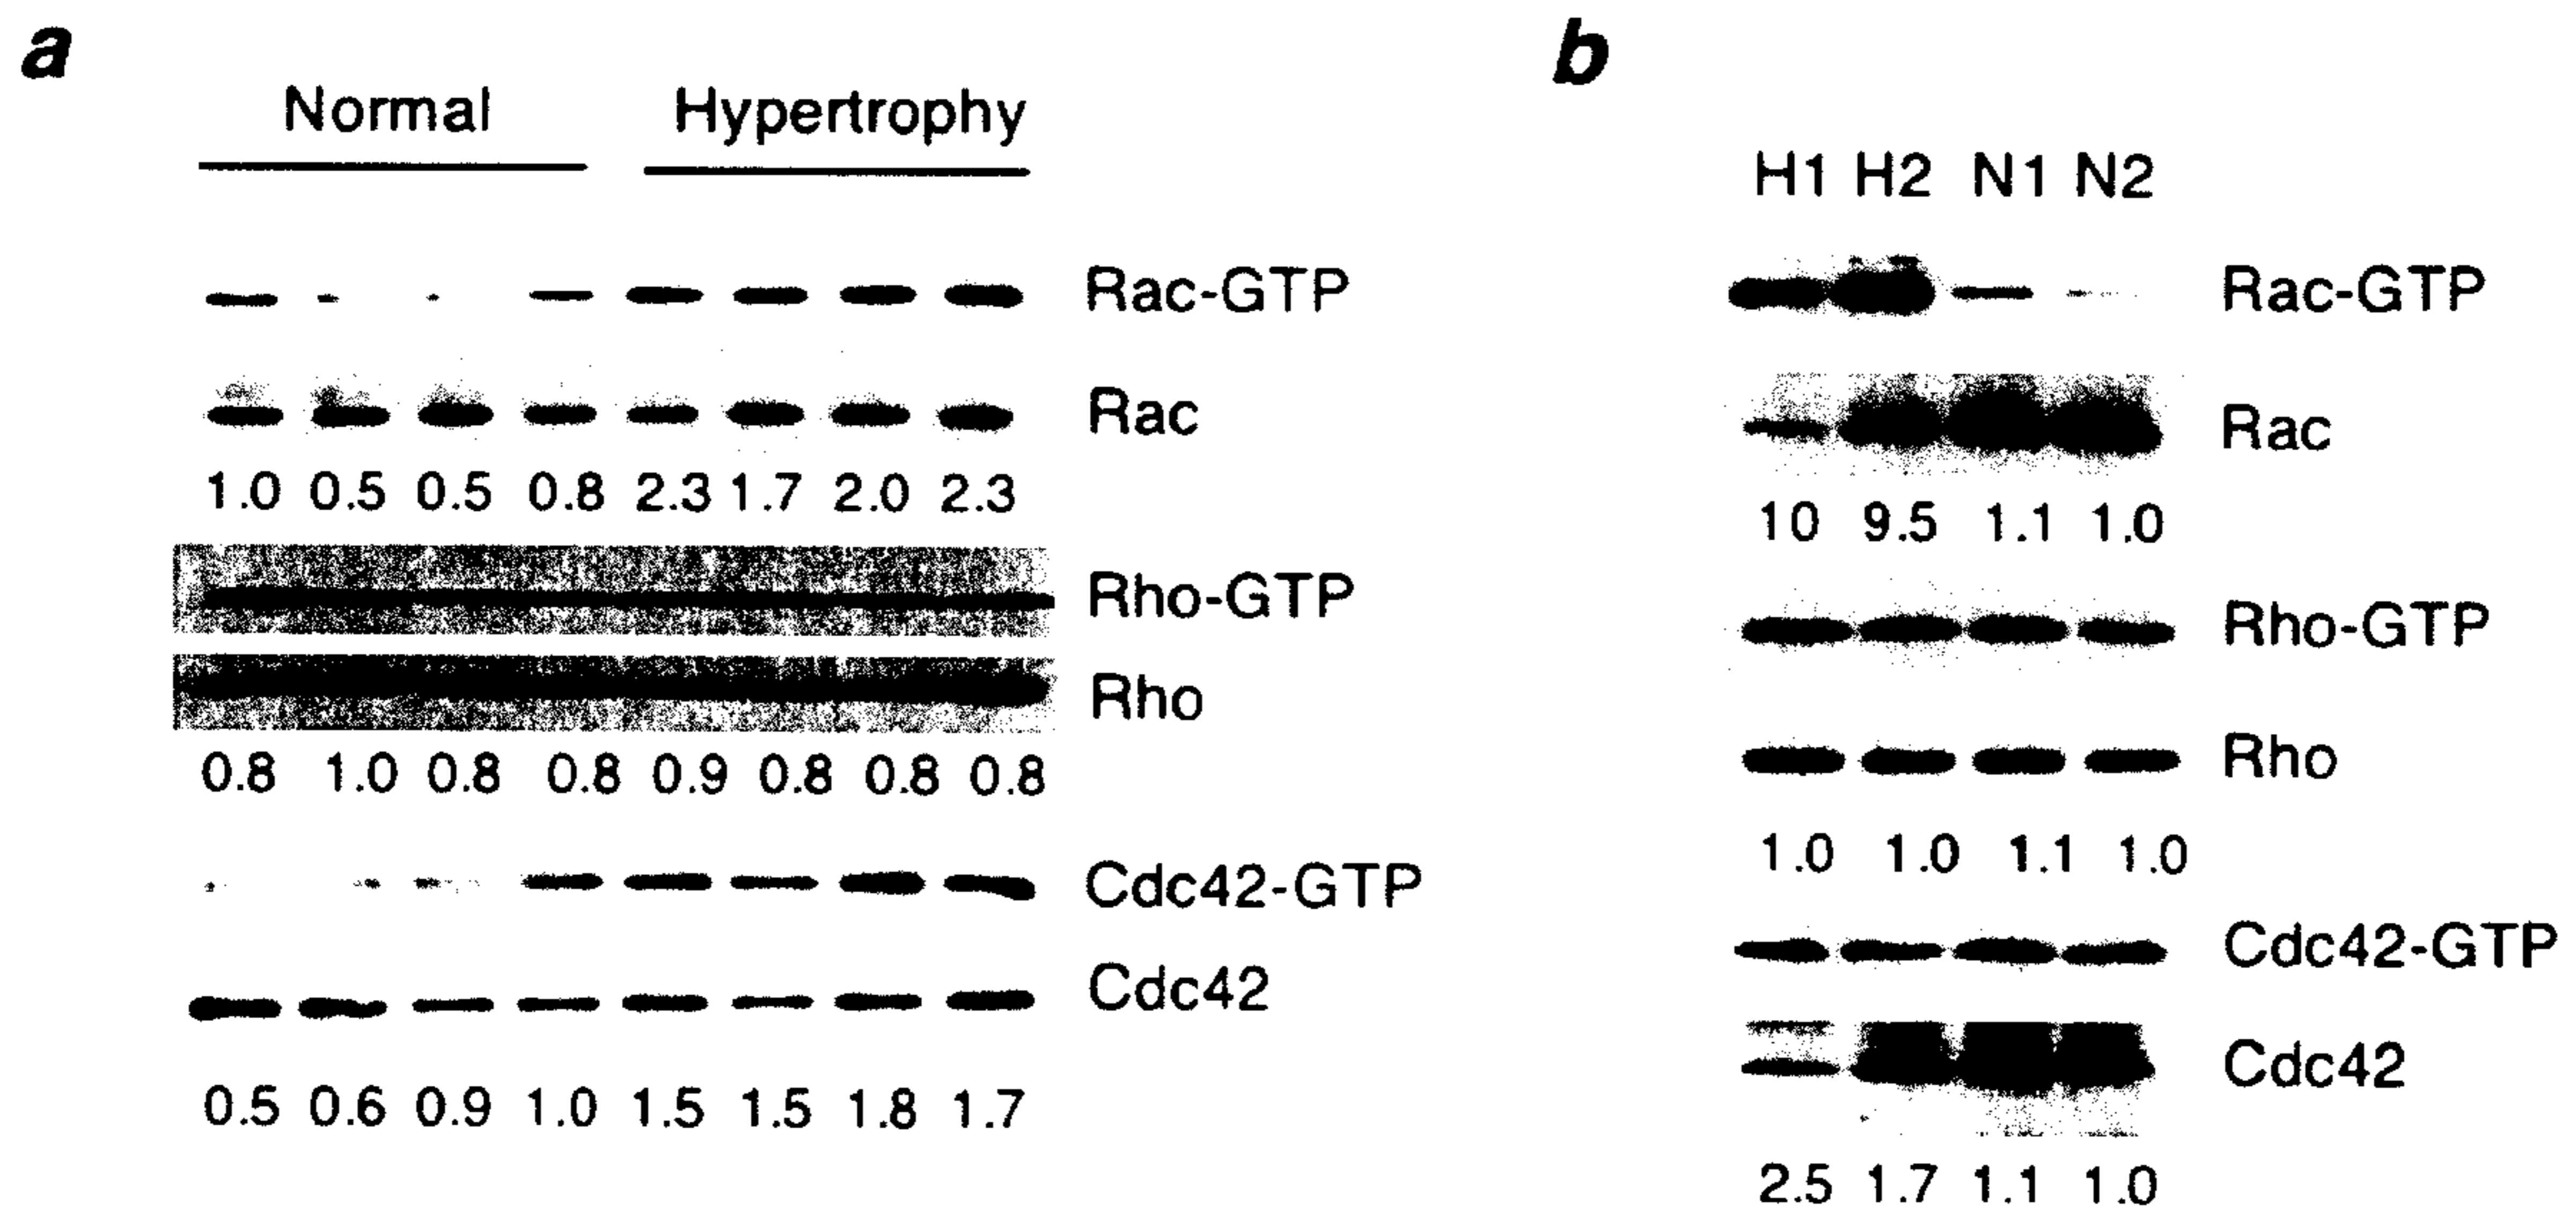 a
Normal Hypertrophy
Rac-GTP
Rac
1.0 0.5 0.5 0.8 2.3 1.7 2.0 2.3
Rho-GTP
Rho
0.8 1.0 0.8 0.8 0.9 0.8 0.8 0.8
Cdc42-GTP
Cdc42
0.5 0.6 0.9 1.0 1.5 1.5 1.8 1.7
b
H1 H2 N1 N2
Rac-GTP
Rac
10 9.5 1.1 1.0
Rho-GTP
Rho
1.0 1.0 1.1 1.0
Cdc42-GTP
Cdc42
2.5 1.7 1.1 1.0